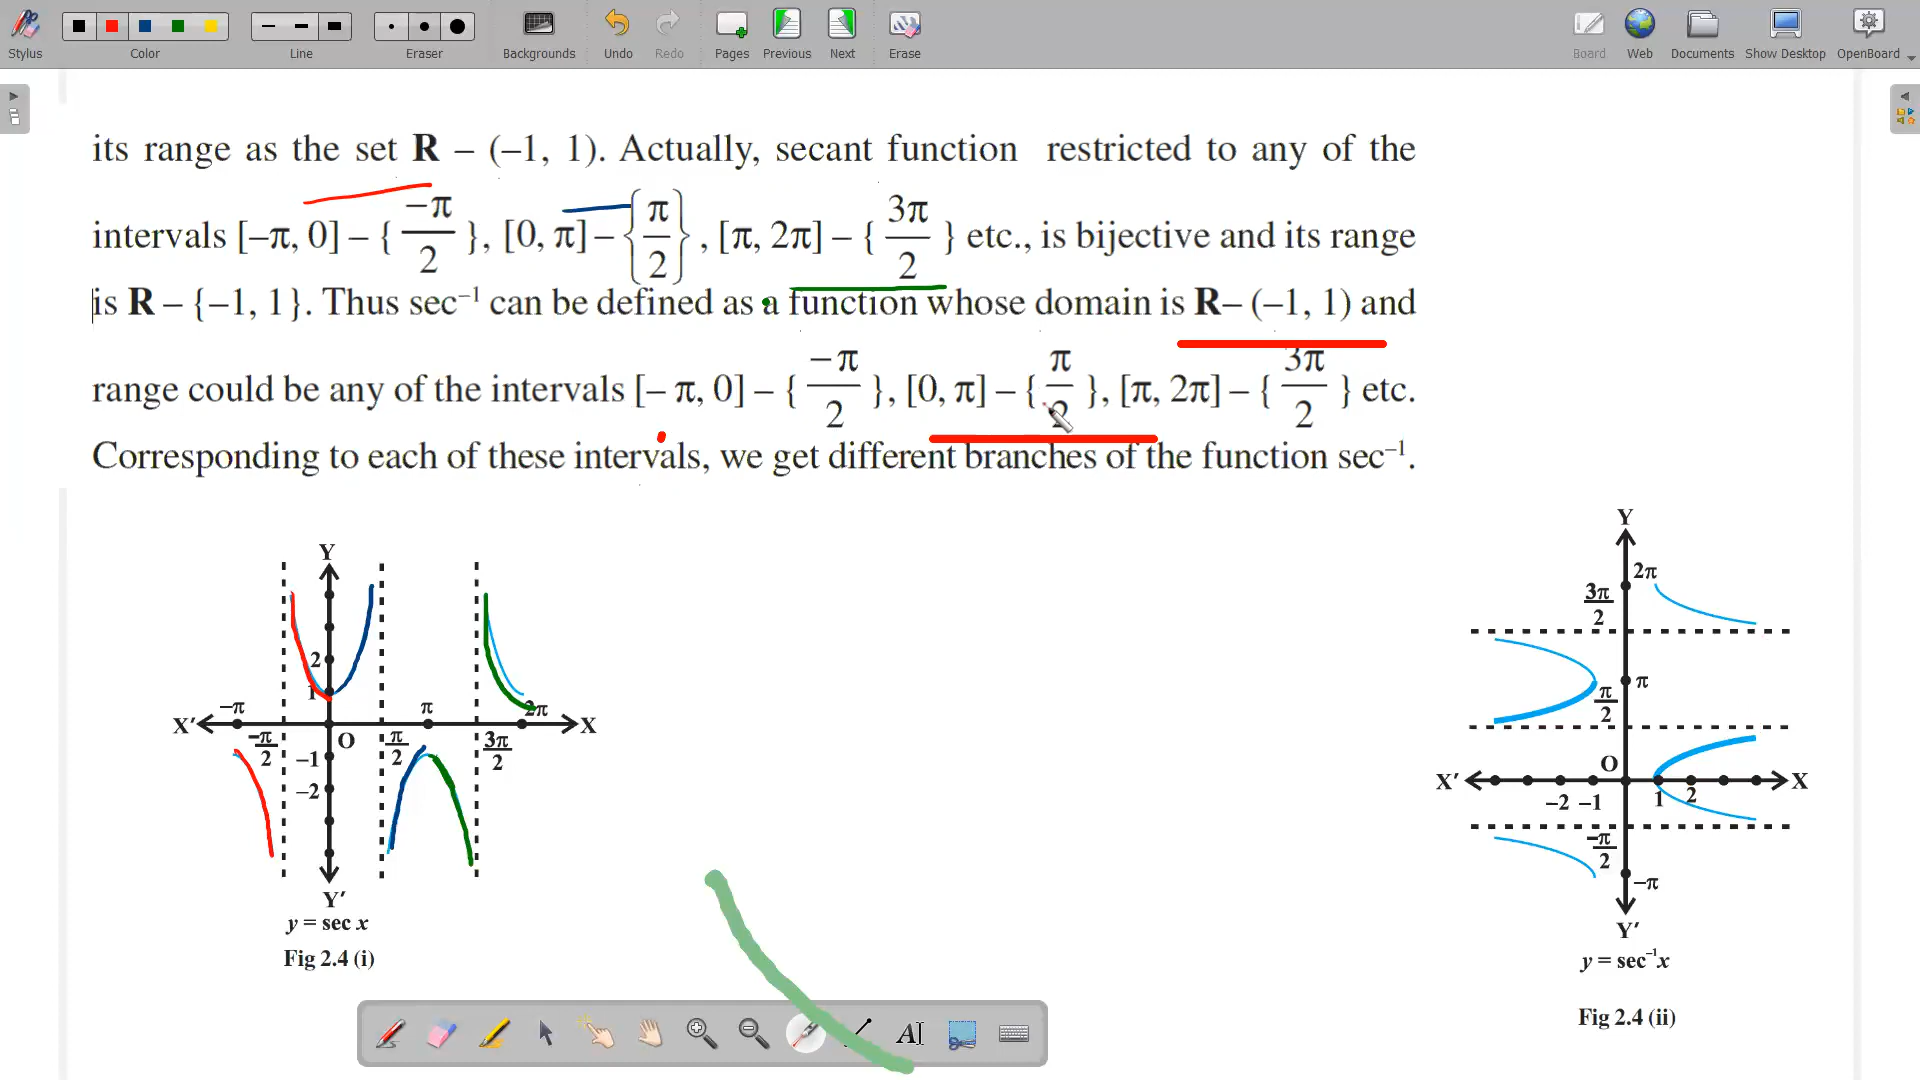 Stylus Color Line Eraser Backgrounds Undo Redo Pages Previous Next Erase Board Web Documents Show Desktop OpenBoard
its range as the set R – (–1, 1). Actually, secant function restricted to any of the
intervals [–π, 0] – { –π/2 }, [0, π] – { π/2 }, [π, 2π] – { 3π/2 } etc., is bijective and its range
is R – {–1, 1}. Thus sec⁻¹ can be defined as a function whose domain is R– (–1, 1) and
range could be any of the intervals [– π, 0] – { –π/2 }, [0, π] – { π/2 }, [π, 2π] – { 3π/2 } etc.
Corresponding to each of these intervals, we get different branches of the function sec⁻¹.
Y
2
1
–π π 2π
X′ X
–π/2 O π/2 3π/2
–1
–2
Y′
y = sec x
Fig 2.4 (i)
Y
2π
3π/2
π
π/2
O
X′ X
–2 –1 1 2
–π/2
–π
Y′
y = sec⁻¹x
Fig 2.4 (ii)